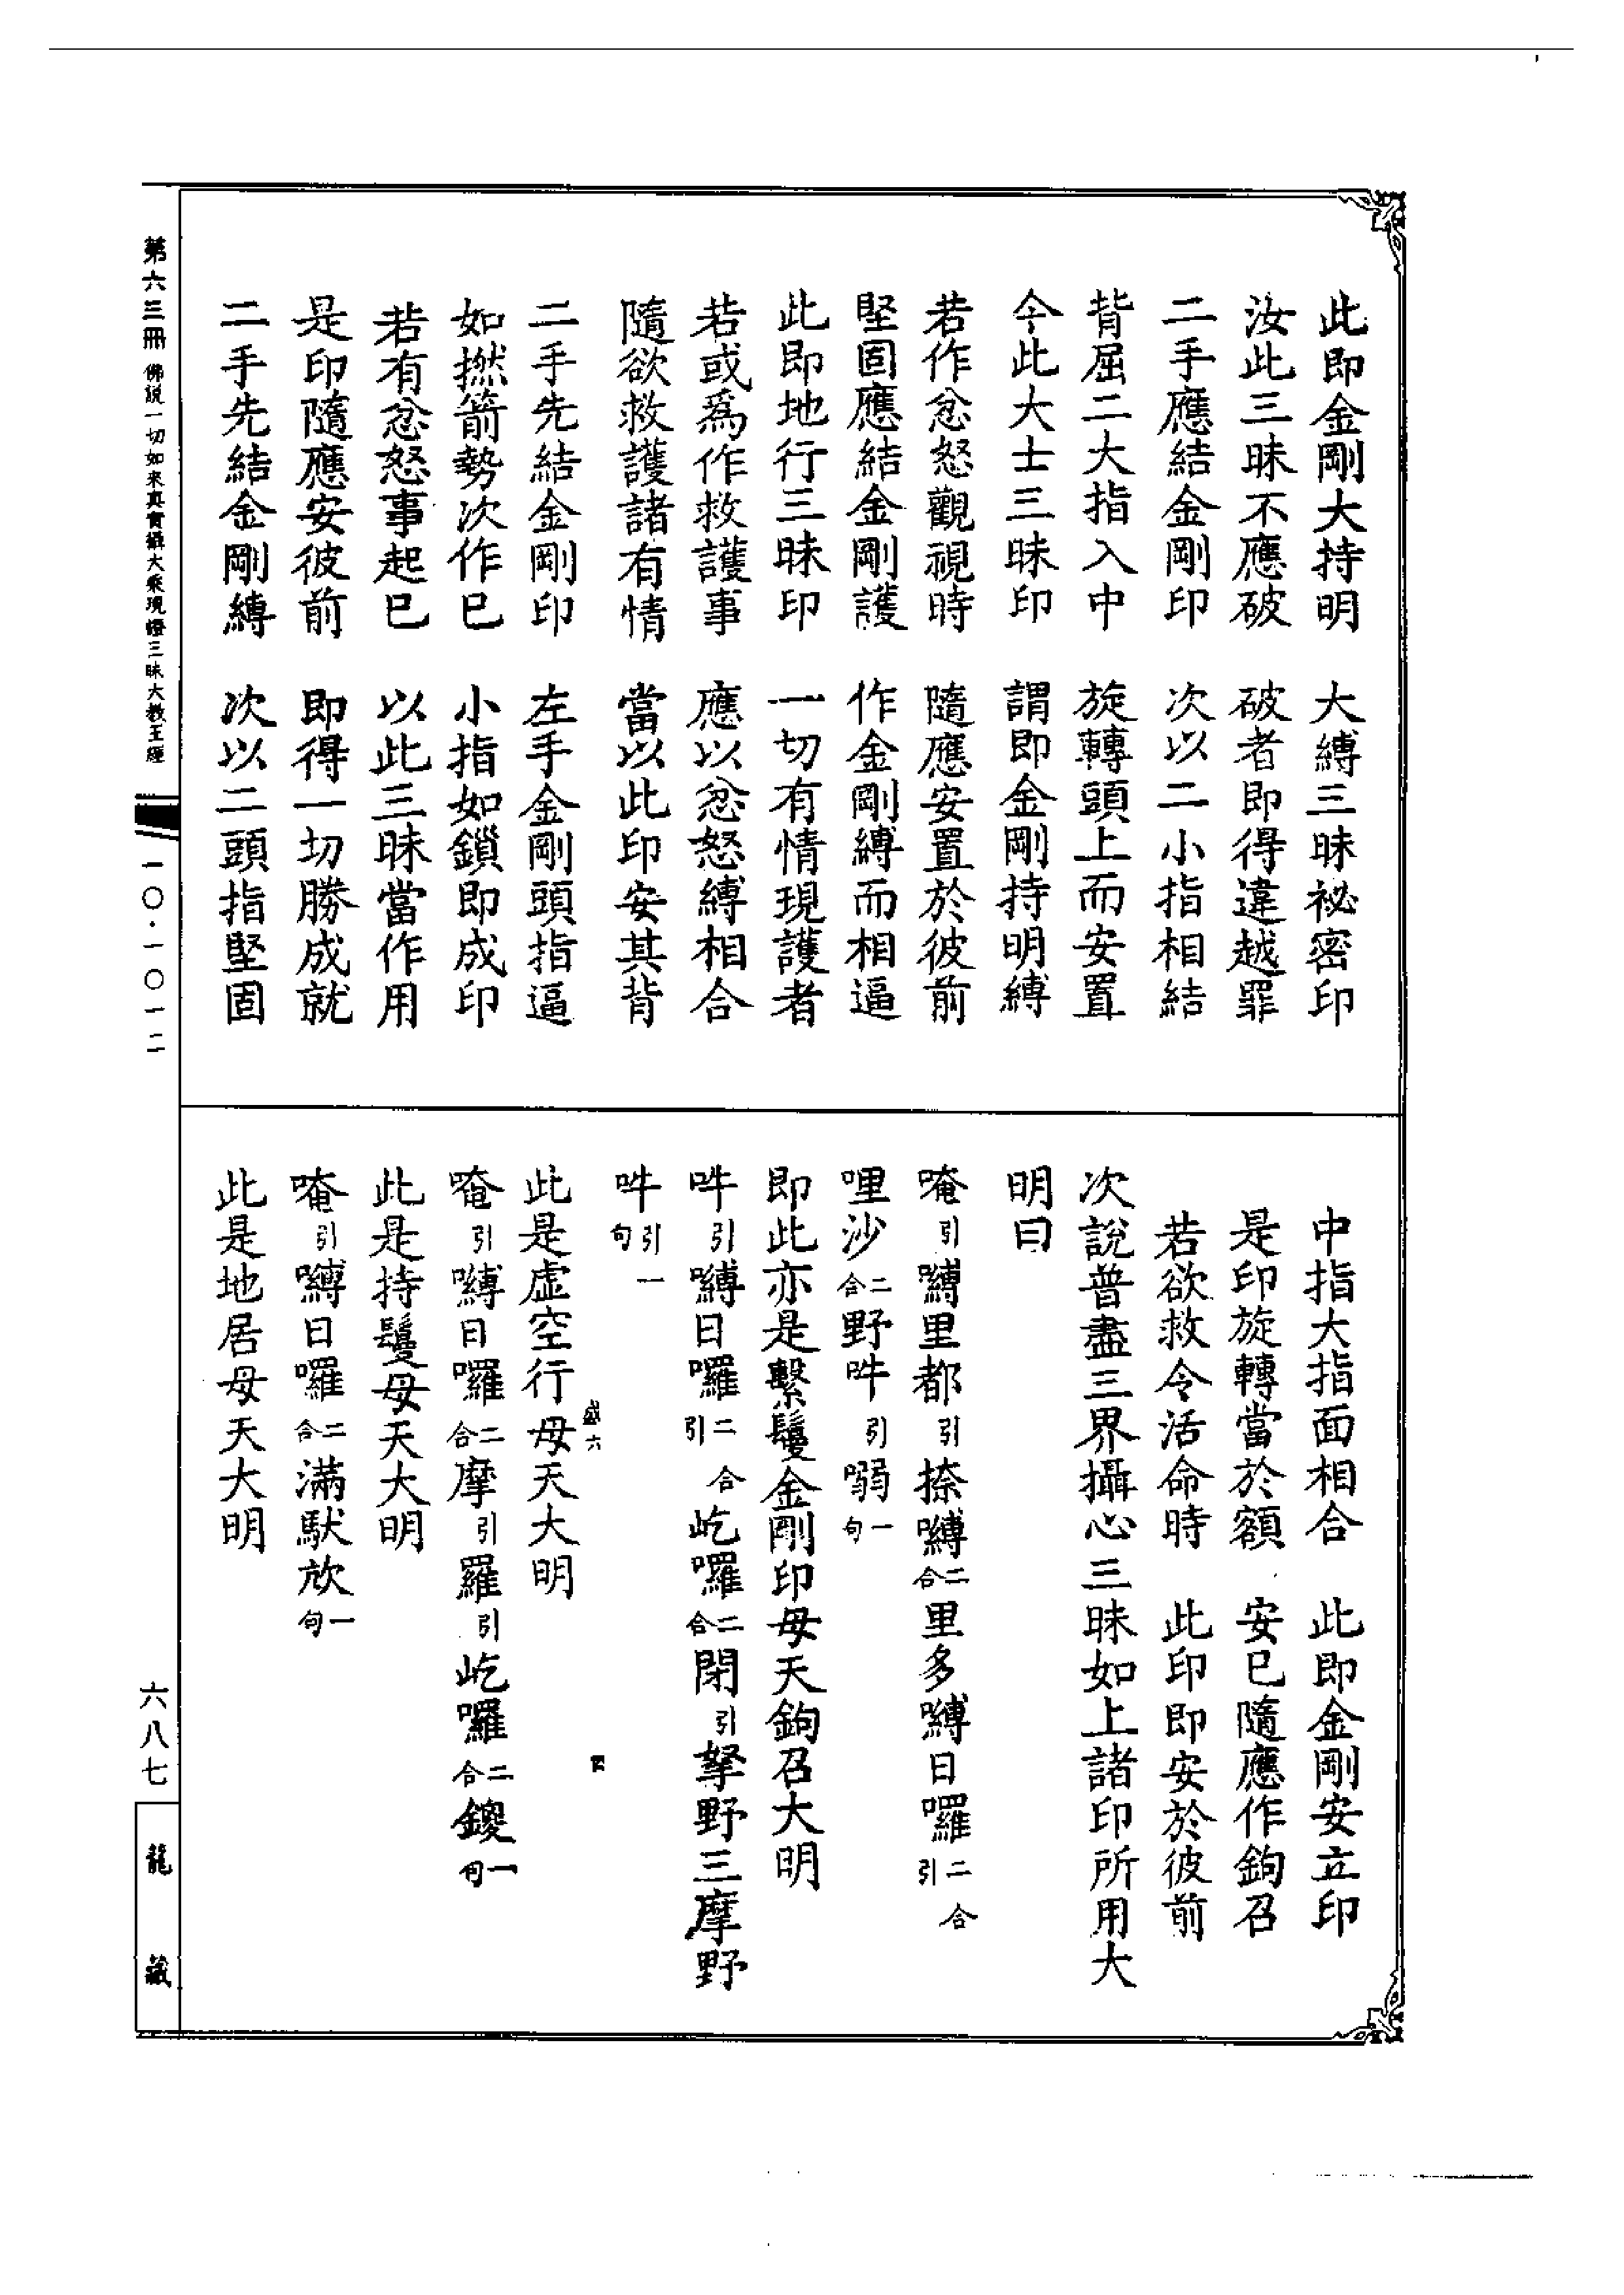 此即金剛大持明　大縛三昧祕密印
汝此三昧不應破　破者即得違越罪
二手應結金剛印　次以二小指相結
背屈二大指入中　旋轉頭上而安置
今此大士三昧印　謂即金剛持明縛
若作忿怒觀視時　隨應安置於彼前
堅固應結金剛護　作金剛縛而相逼
此即地行三昧印　一切有情現護者
若或為作救護事　應以忿怒縛相合
隨欲救護諸有情　當以此印安其背
二手先結金剛印　左手金剛頭指逼
如撚箭勢次作已　小指如鎖即成印
若有忿怒事起已　以此三昧當作用
是印隨應安彼前　即得一切勝成就
二手先結金剛縛　次以二頭指堅固
中指大指面相合　此即金剛安立印
是印旋轉當於額　安已隨應作鉤召
若欲救令活命時　此印即安於彼前
次說普盡三界攝心三昧如上諸印所用大
明曰
唵引嚩里都引捺嚩二合里多嚩日囉二合引
哩沙二合野吽引嗍一句
即此亦是繫鬘金剛印母天鉤召大明
吽引嚩日囉二合引屹囉二合閉引拏野三摩野
吽引一句
此是虛空行母天大明
唵引嚩日囉二合摩引羅引屹囉二合鑁一句
此是持鬘母天大明
唵引嚩日囉二合滿馱㰠一句
此是地居母天大明
盛六
第六三冊　佛說一切如來真實攝大乘現證三昧大教王經
一〇·一〇一二
六八七
龍藏